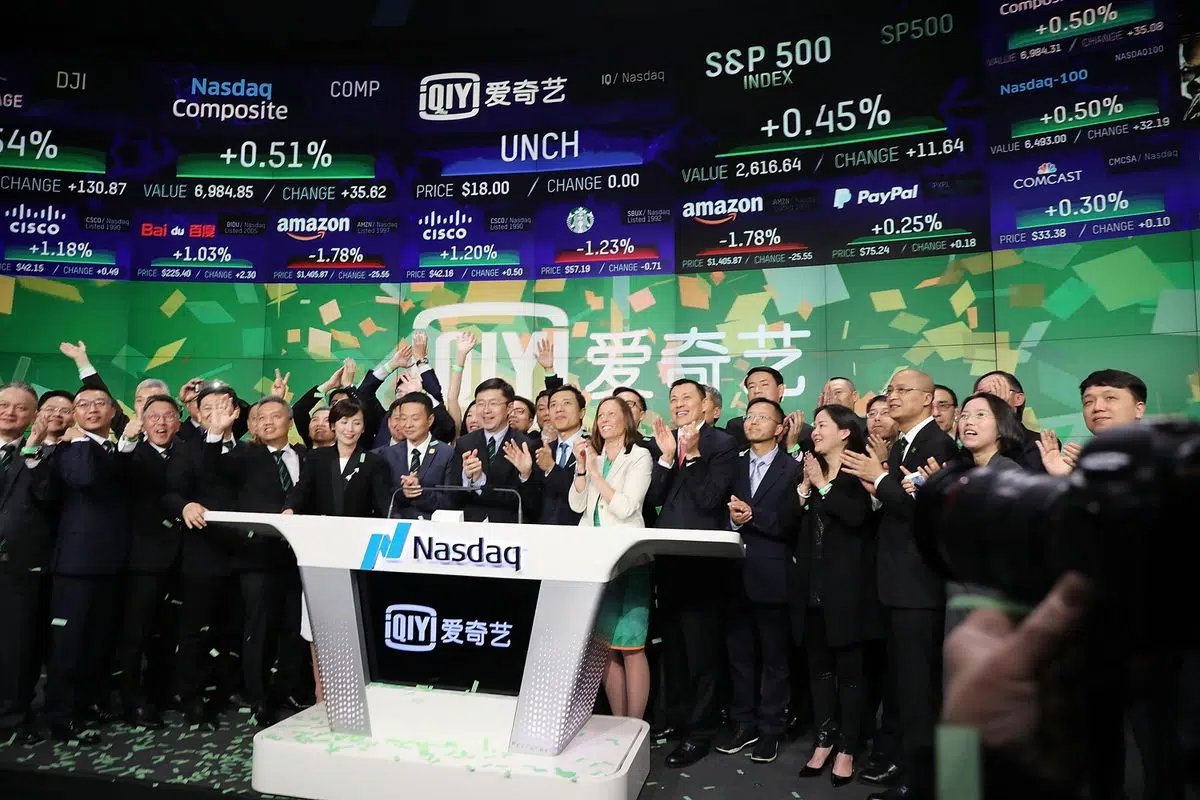 DJI
AGE
54%
CHANGE +130.87
Nasdaq
Composite
COMP
+0.51%
VALUE 6,984.85 / CHANGE +35.62
iQIYI 爱奇艺
IQ/ Nasdaq
UNCH
PRICE $18.00 / CHANGE 0.00
S&P 500
INDEX
SP500
+0.45%
VALUE 2,616.64 / CHANGE +11.64
Composi
+0.50%
VALUE 6,984.31 / CHANGE +35.08
NASDAQ100
Nasdaq-100
+0.50%
VALUE 6,493.00 / CHANGE +32.19
cisco
CSCO/ Nasdaq
Listed 1990
+1.18%
PRICE $42.15 / CHANGE +0.49
Baidu 百度
BIDU/ Nasdaq
Listed 2005
+1.03%
PRICE $225.40 / CHANGE +2.30
amazon
AMZN/ Nasdaq
Listed 1997
-1.78%
PRICE $1,405.87 / CHANGE -25.55
cisco
CSCO/ Nasdaq
Listed 1990
+1.20%
PRICE $42.16 / CHANGE +0.50
SBUX/ Nasdaq
Listed 1992
-1.23%
PRICE $57.19 / CHANGE -0.71
amazon
-1.78%
PRICE $1,405.87 / CHANGE -25.55
PayPal
PYPL
+0.25%
PRICE $75.24 / CHANGE +0.18
COMCAST
CMCSA/ Nasdaq
+0.30%
PRICE $33.38 / CHANGE +0.10
iQIYI 爱奇艺
Nasdaq
iQIYI 爱奇艺